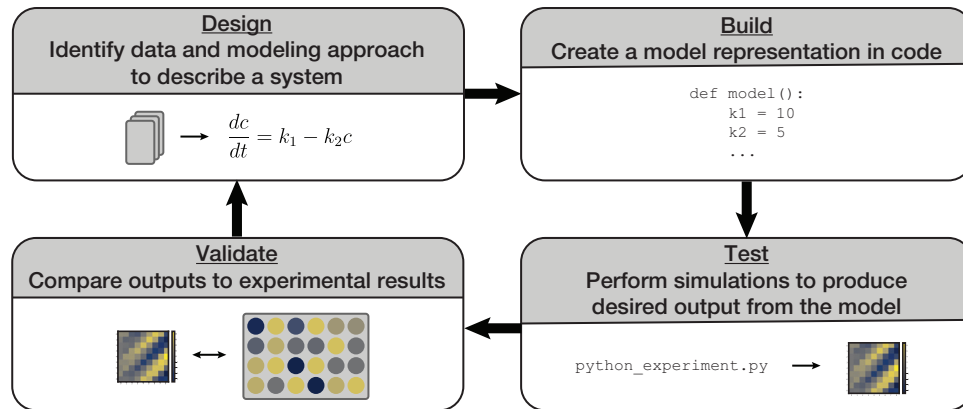 Design
Identify data and modeling approach
to describe a system
dc/dt = k₁ − k₂c
Build
Create a model representation in code
def model():
k1 = 10
k2 = 5
...
Validate
Compare outputs to experimental results
Test
Perform simulations to produce
desired output from the model
python_experiment.py